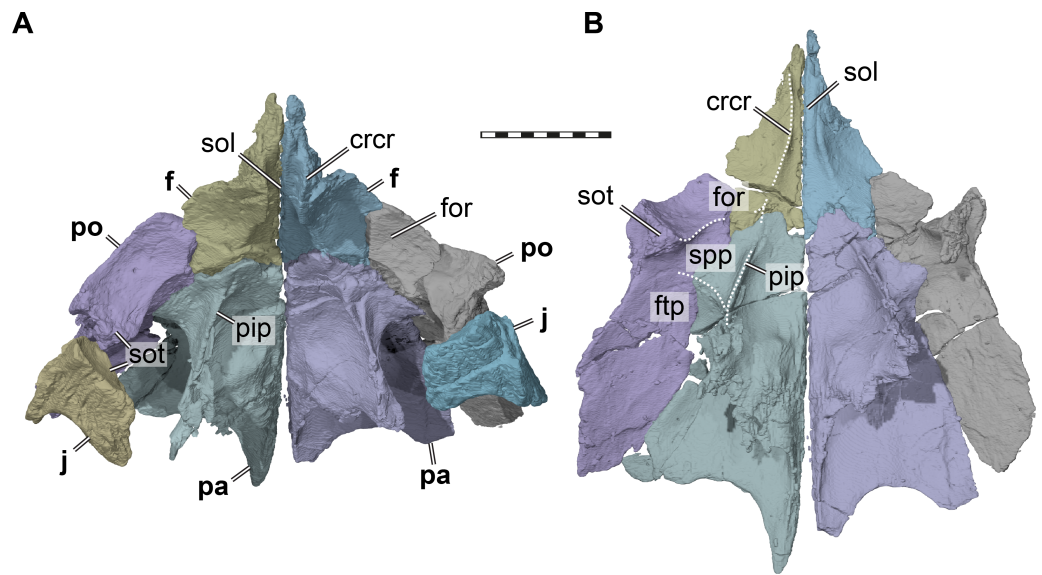 A
B
sol
crcr
f
f
for
po
po
pip
sot
j
j
pa
pa
sol
crcr
sot
for
spp
pip
ftp